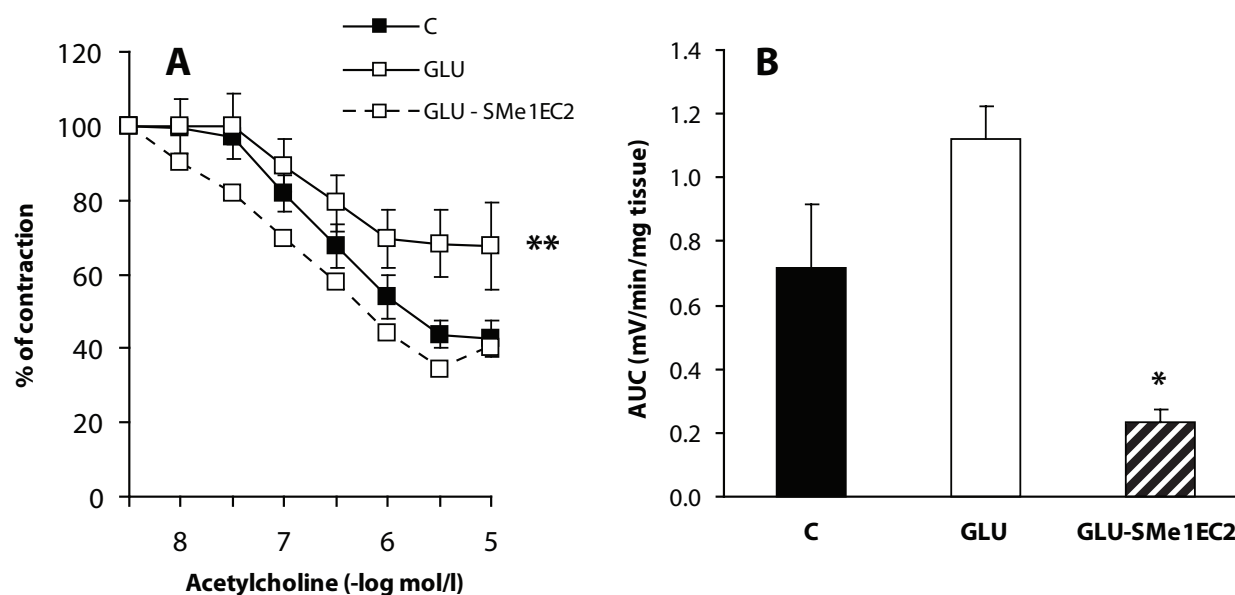 A
C
GLU
GLU - SMe1EC2
120
100
80
60
40
20
0
% of contraction
**
8 7 6 5
Acetylcholine (-log mol/l)
B
1.4
1.2
1.0
0.8
0.6
0.4
0.2
0.0
AUC (mV/min/mg tissue)
*
C GLU GLU-SMe1EC2